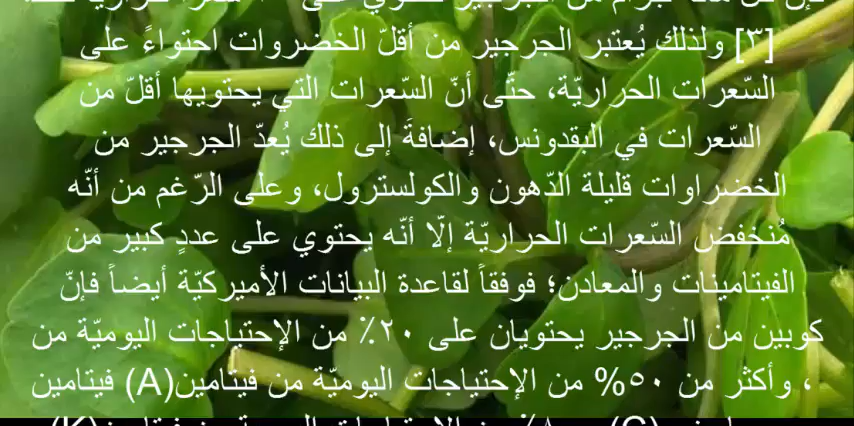 [٣] ولذلك يُعتبر الجرجير من أقلّ الخضروات احتواءً على
السّعرات الحراريّة، حتّى أنّ السّعرات التي يحتويها أقلّ من
السّعرات في البقدونس، إضافةً إلى ذلك يُعدّ الجرجير من
الخضراوات قليلة الدّهون والكولسترول، وعلى الرّغم من أنّه
مُنخفض السّعرات الحراريّة إلّا أنّه يحتوي على عددٍ كبير من
الفيتامينات والمعادن؛ فوفقاً لقاعدة البيانات الأميركيّة أيضاً فإنّ
كوبين من الجرجير يحتويان على ٢٠٪ من الإحتياجات اليوميّة من
فيتامين (A)، وأكثر من ٥٠% من الإحتياجات اليوميّة من فيتامين